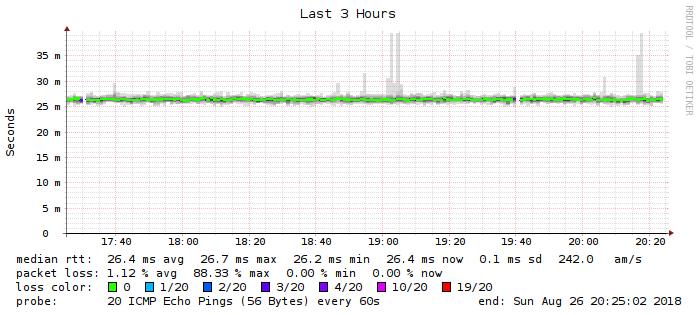 Last 3 Hours
RRDTOOL / TOBI OETIKER
Seconds
35 m
30 m
25 m
20 m
15 m
10 m
5 m
0
17:40 18:00 18:20 18:40 19:00 19:20 19:40 20:00 20:20
median rtt: 26.4 ms avg 26.7 ms max 26.2 ms min 26.4 ms now 0.1 ms sd 242.0 am/s
packet loss: 1.12 % avg 88.33 % max 0.00 % min 0.00 % now
loss color: 0 1/20 2/20 3/20 4/20 10/20 19/20
probe: 20 ICMP Echo Pings (56 Bytes) every 60s end: Sun Aug 26 20:25:02 2018